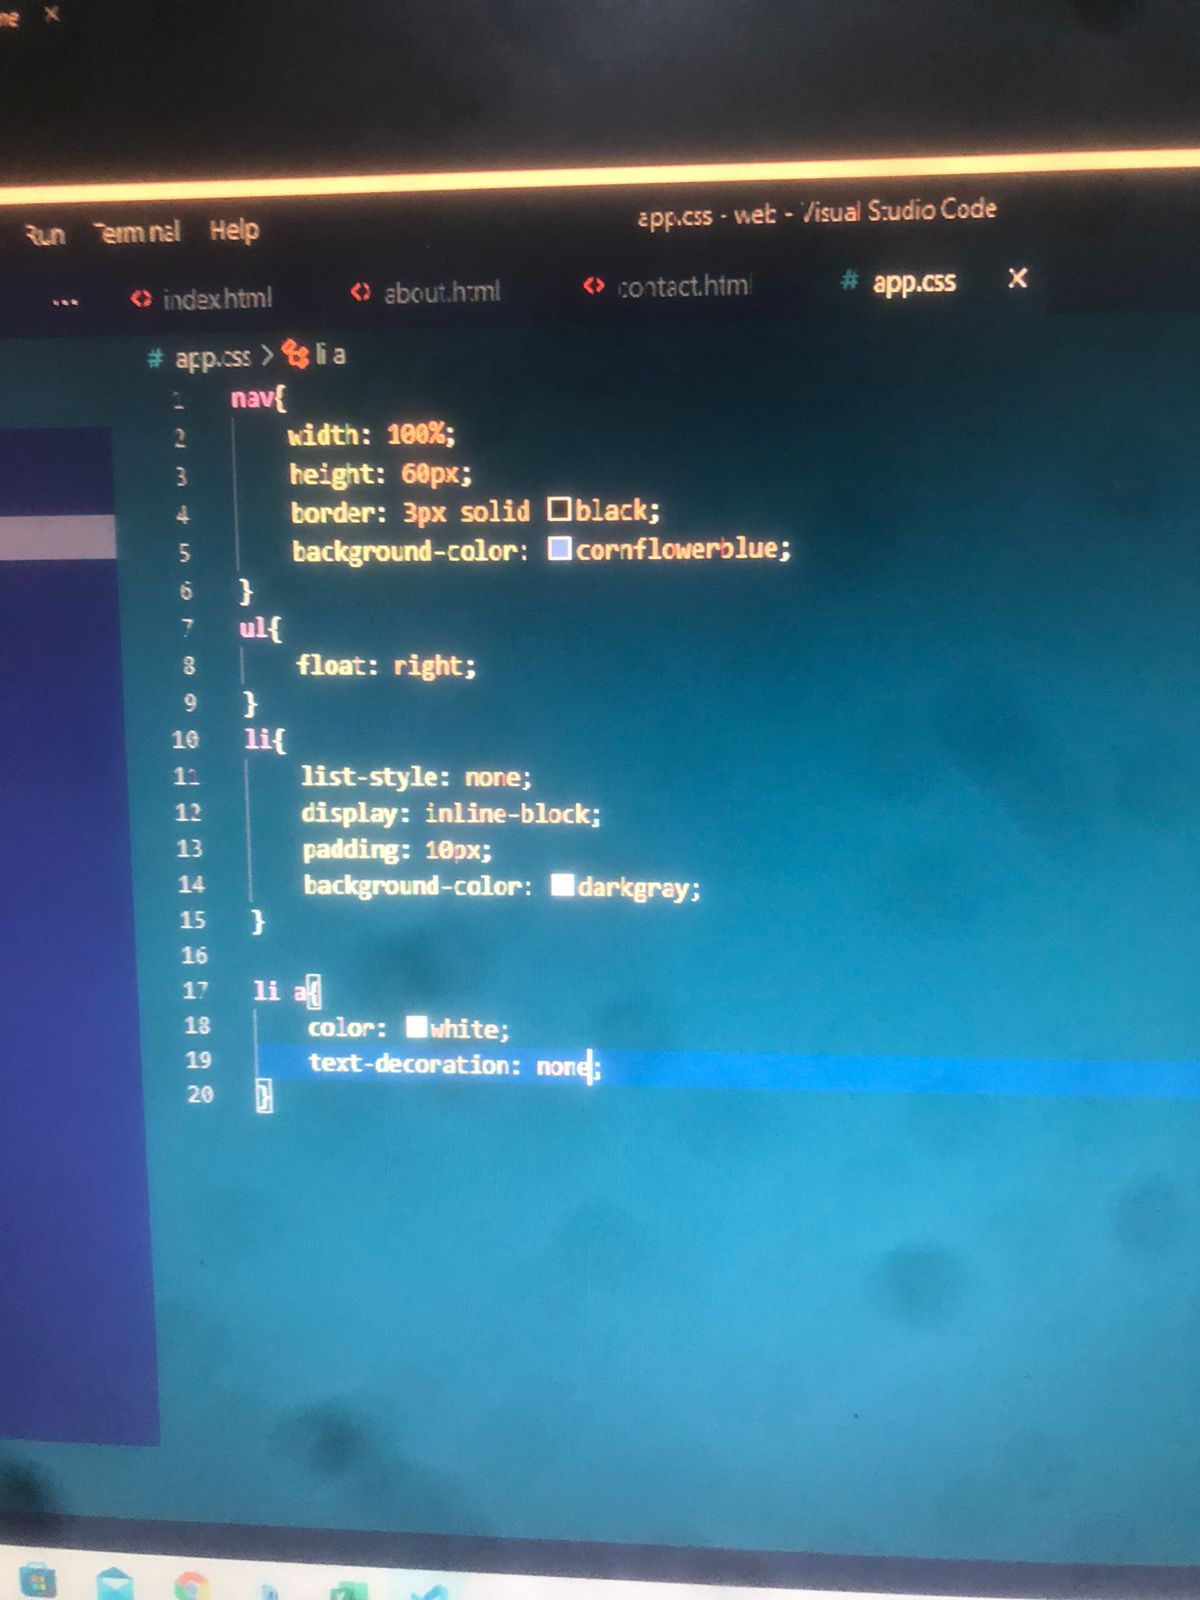 Run Terminal Help app.css - web - Visual Studio Code
... <> index.html <> about.html <> contact.html # app.css ×
# app.css > li a
1 nav{
2 width: 100%;
3 height: 60px;
4 border: 3px solid black;
5 background-color: cornflowerblue;
6 }
7 ul{
8 float: right;
9 }
10 li{
11 list-style: none;
12 display: inline-block;
13 padding: 10px;
14 background-color: darkgray;
15 }
16
17 li a{
18 color: white;
19 text-decoration: none;
20 }